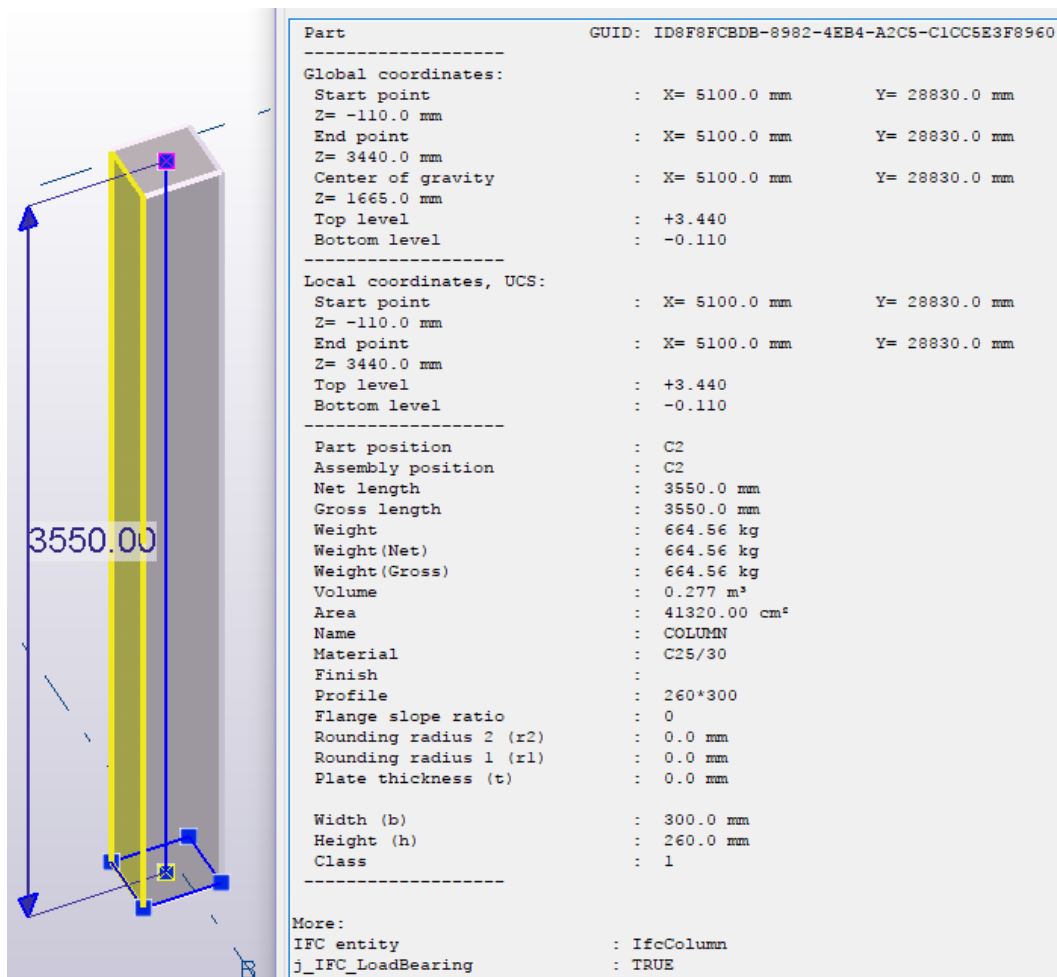 Part GUID: ID8F8FCBDB-8982-4EB4-A2C5-C1CC5E3F8960
-------------------
Global coordinates:
Start point : X= 5100.0 mm Y= 28830.0 mm
Z= -110.0 mm
End point : X= 5100.0 mm Y= 28830.0 mm
Z= 3440.0 mm
Center of gravity : X= 5100.0 mm Y= 28830.0 mm
Z= 1665.0 mm
Top level : +3.440
Bottom level : -0.110
-------------------
Local coordinates, UCS:
Start point : X= 5100.0 mm Y= 28830.0 mm
Z= -110.0 mm
End point : X= 5100.0 mm Y= 28830.0 mm
Z= 3440.0 mm
Top level : +3.440
Bottom level : -0.110
-------------------
Part position : C2
Assembly position : C2
Net length : 3550.0 mm
Gross length : 3550.0 mm
Weight : 664.56 kg
Weight(Net) : 664.56 kg
Weight(Gross) : 664.56 kg
Volume : 0.277 m³
Area : 41320.00 cm²
Name : COLUMN
Material : C25/30
Finish :
Profile : 260*300
Flange slope ratio : 0
Rounding radius 2 (r2) : 0.0 mm
Rounding radius 1 (r1) : 0.0 mm
Plate thickness (t) : 0.0 mm
Width (b) : 300.0 mm
Height (h) : 260.0 mm
Class : 1
-------------------
More:
IFC entity : IfcColumn
j_IFC_LoadBearing : TRUE
3550.00
B